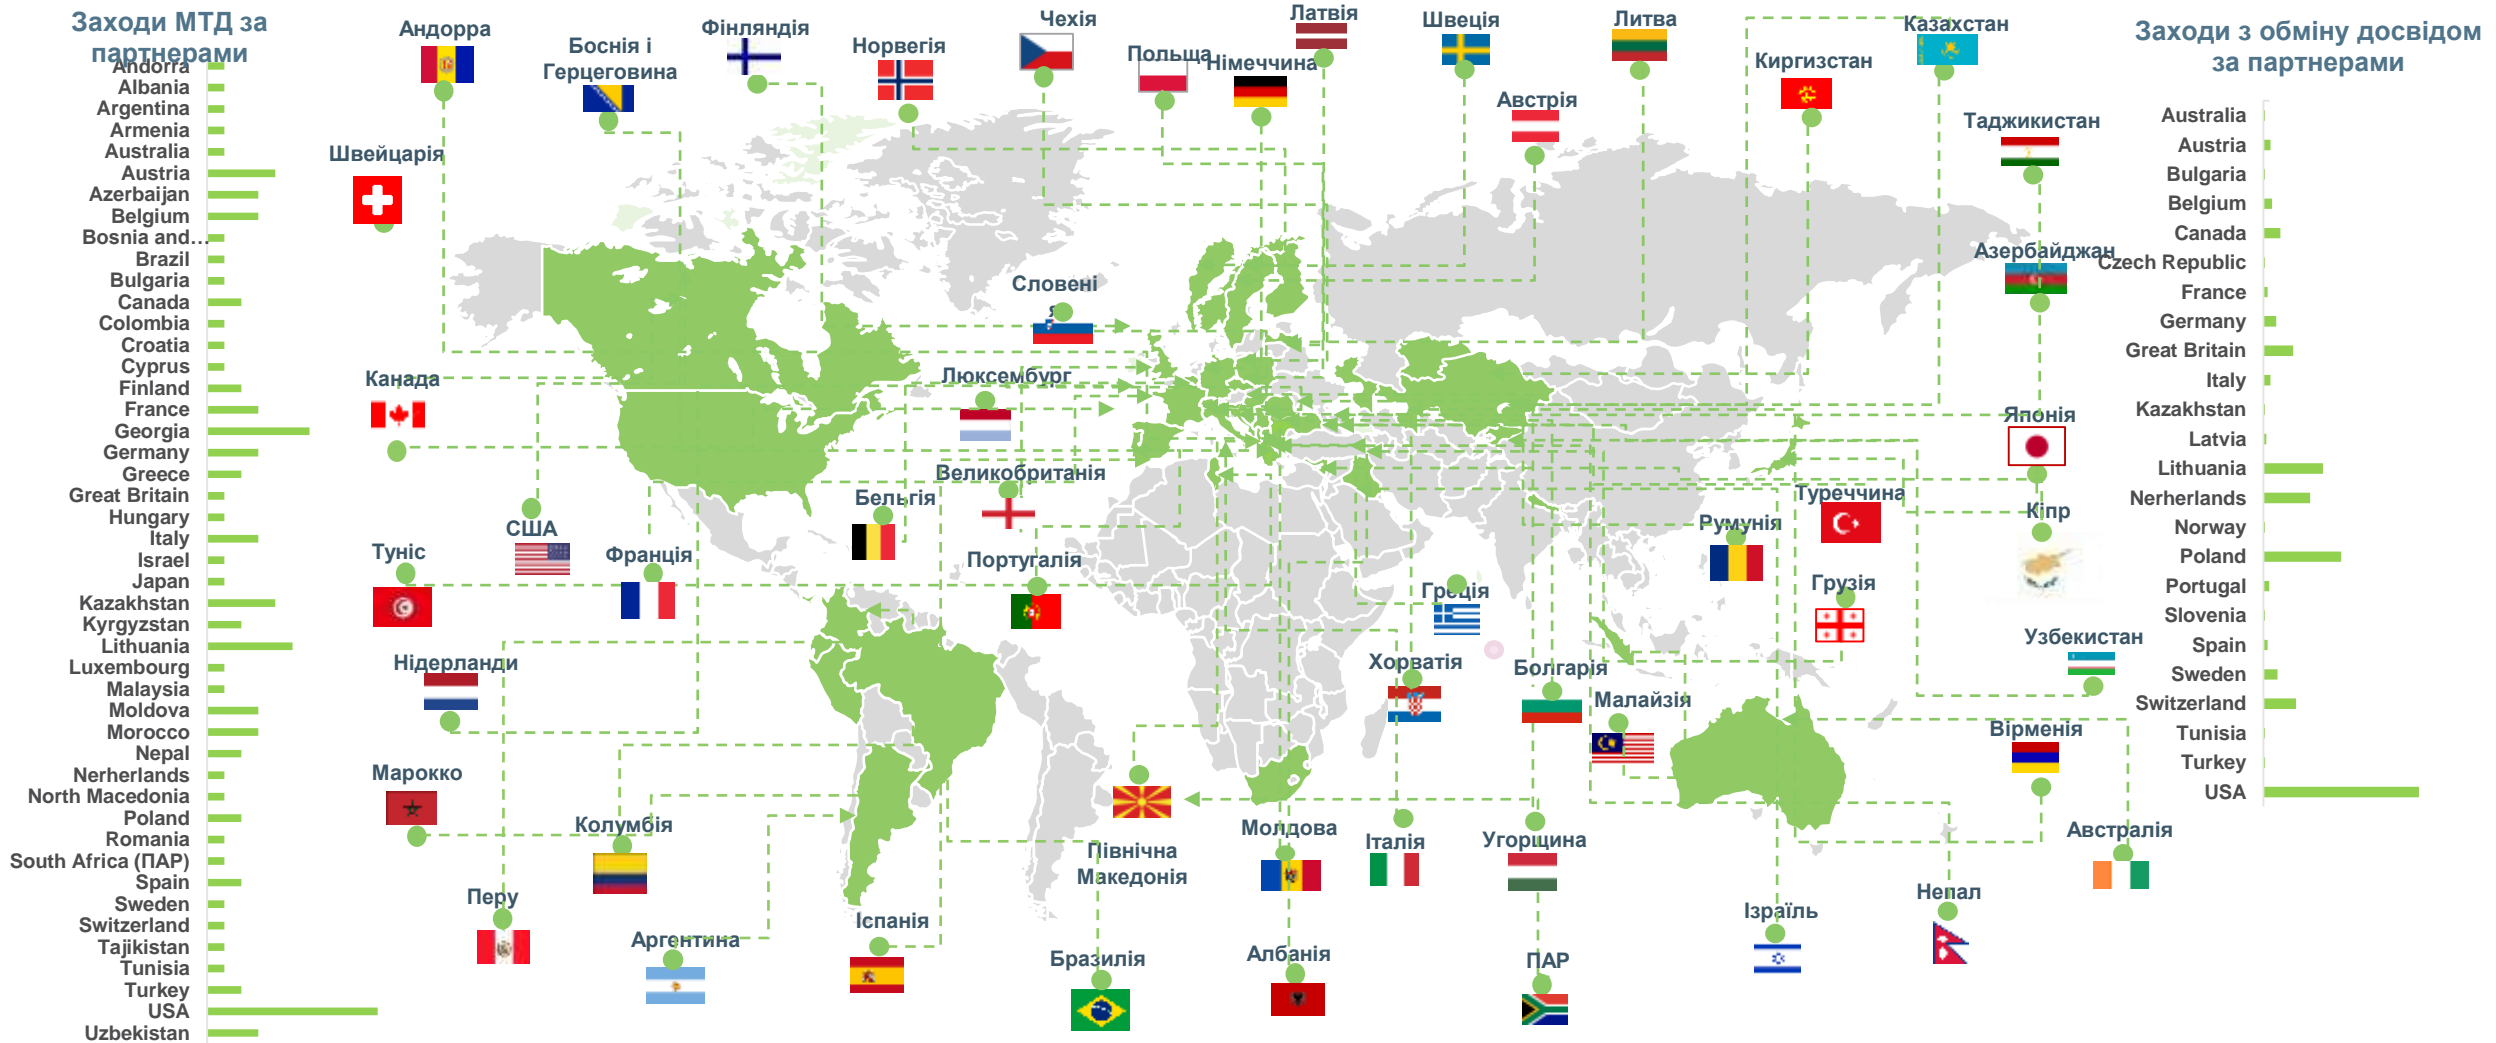 Заходи МТД за
партнерами
Andorra
Albania
Argentina
Armenia
Australia
Austria
Azerbaijan
Belgium
Bosnia and…
Brazil
Bulgaria
Canada
Colombia
Croatia
Cyprus
Finland
France
Georgia
Germany
Greece
Great Britain
Hungary
Italy
Israel
Japan
Kazakhstan
Kyrgyzstan
Lithuania
Luxembourg
Malaysia
Moldova
Morocco
Nepal
Nerherlands
North Macedonia
Poland
Romania
South Africa (ПАР)
Spain
Sweden
Switzerland
Tajikistan
Tunisia
Turkey
USA
Uzbekistan
Андорра
Боснія і
Герцеговина
Фінляндія
Норвегія
Чехія
Польща
Німеччина
Латвія
Швеція
Австрія
Литва
Киргизстан
Казахстан
Таджикистан
Швейцарія
Азербайджан
Словені
я
Канада
Люксембург
Японія
Великобританія
Бельгія
США
Туніс
Франція
Португалія
Туреччина
Румунія
Кіпр
Греція
Грузія
Узбекистан
Нідерланди
Хорватія
Болгарія
Малайзія
Вірменія
Марокко
Колумбія
Північна
Македонія
Молдова
Італія
Угорщина
Австралія
Перу
Аргентина
Іспанія
Бразилія
Албанія
ПАР
Ізраїль
Непал
Заходи з обміну досвідом
за партнерами
Australia
Austria
Bulgaria
Belgium
Canada
Czech Republic
France
Germany
Great Britain
Italy
Kazakhstan
Latvia
Lithuania
Nerherlands
Norway
Poland
Portugal
Slovenia
Spain
Sweden
Switzerland
Tunisia
Turkey
USA